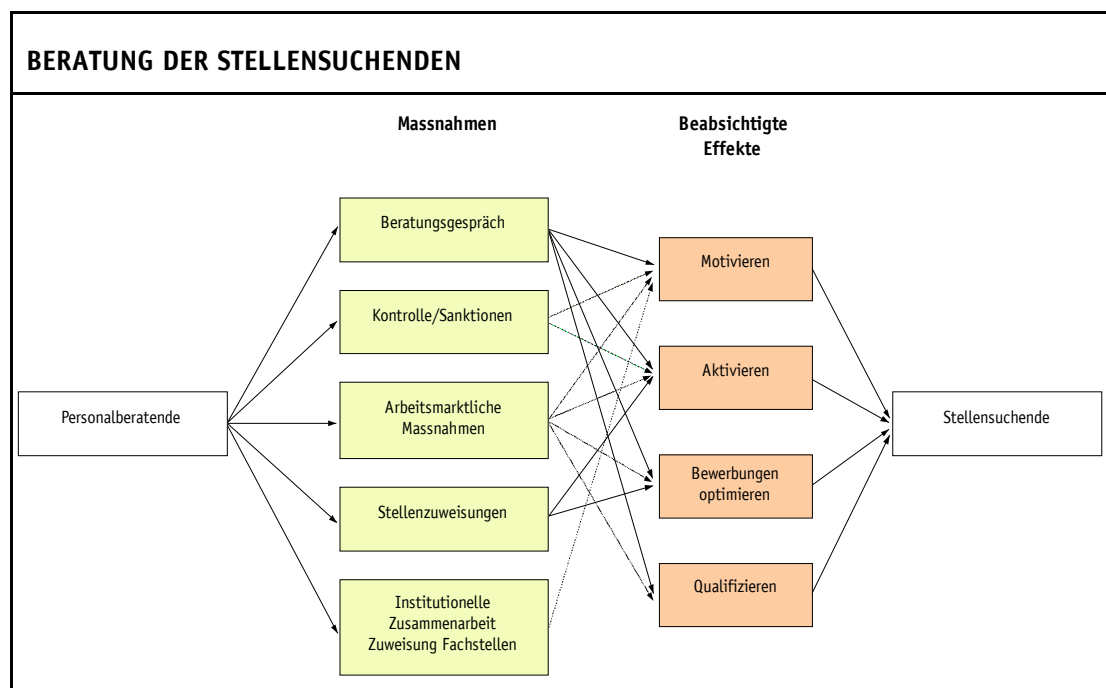 BERATUNG DER STELLENSUCHENDEN
Massnahmen
Beabsichtigte
Effekte
Beratungsgespräch
Motivieren
Kontrolle/Sanktionen
Aktivieren
Personalberatende
Arbeitsmarktliche
Massnahmen
Stellensuchende
Bewerbungen
optimieren
Stellenzuweisungen
Qualifizieren
Institutionelle
Zusammenarbeit
Zuweisung Fachstellen